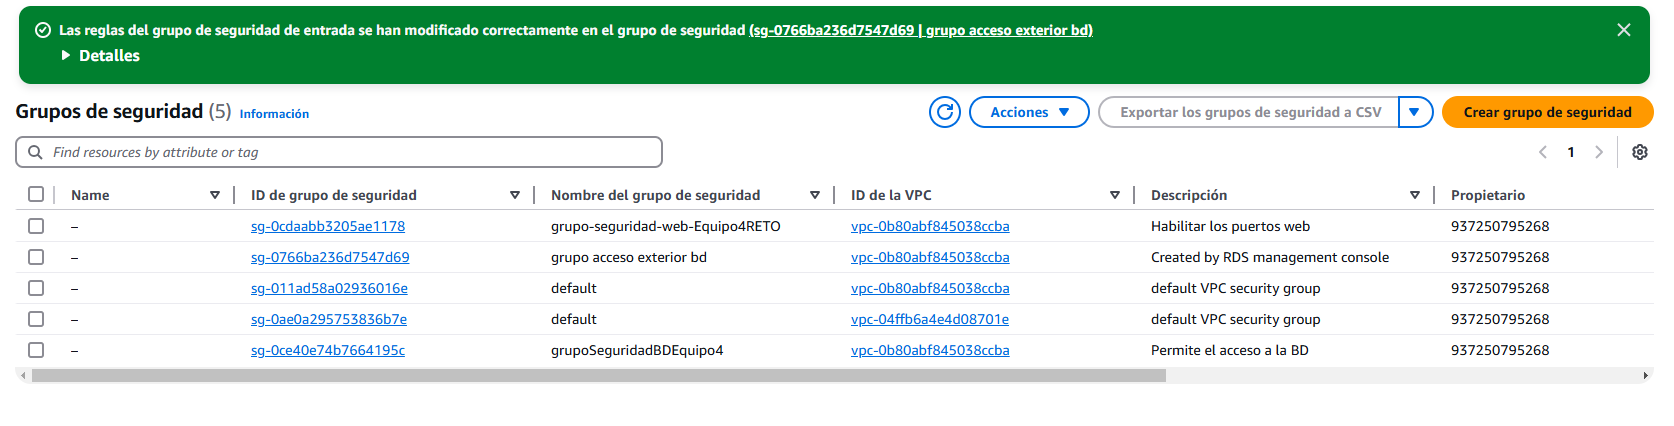 Las reglas del grupo de seguridad de entrada se han modificado correctamente en el grupo de seguridad (sg-0766ba236d7547d69 | grupo acceso exterior bd)
Detalles
Grupos de seguridad (5) Información
Acciones
Exportar los grupos de seguridad a CSV
Crear grupo de seguridad
Find resources by attribute or tag
1
Name ID de grupo de seguridad Nombre del grupo de seguridad ID de la VPC Descripción Propietario
– sg-0cdaabb3205ae1178 grupo-seguridad-web-Equipo4RETO vpc-0b80abf845038ccba Habilitar los puertos web 937250795268
– sg-0766ba236d7547d69 grupo acceso exterior bd vpc-0b80abf845038ccba Created by RDS management console 937250795268
– sg-011ad58a02936016e default vpc-0b80abf845038ccba default VPC security group 937250795268
– sg-0ae0a295753836b7e default vpc-04ffb6a4e4d08701e default VPC security group 937250795268
– sg-0ce40e74b7664195c grupoSeguridadBDEquipo4 vpc-0b80abf845038ccba Permite el acceso a la BD 937250795268